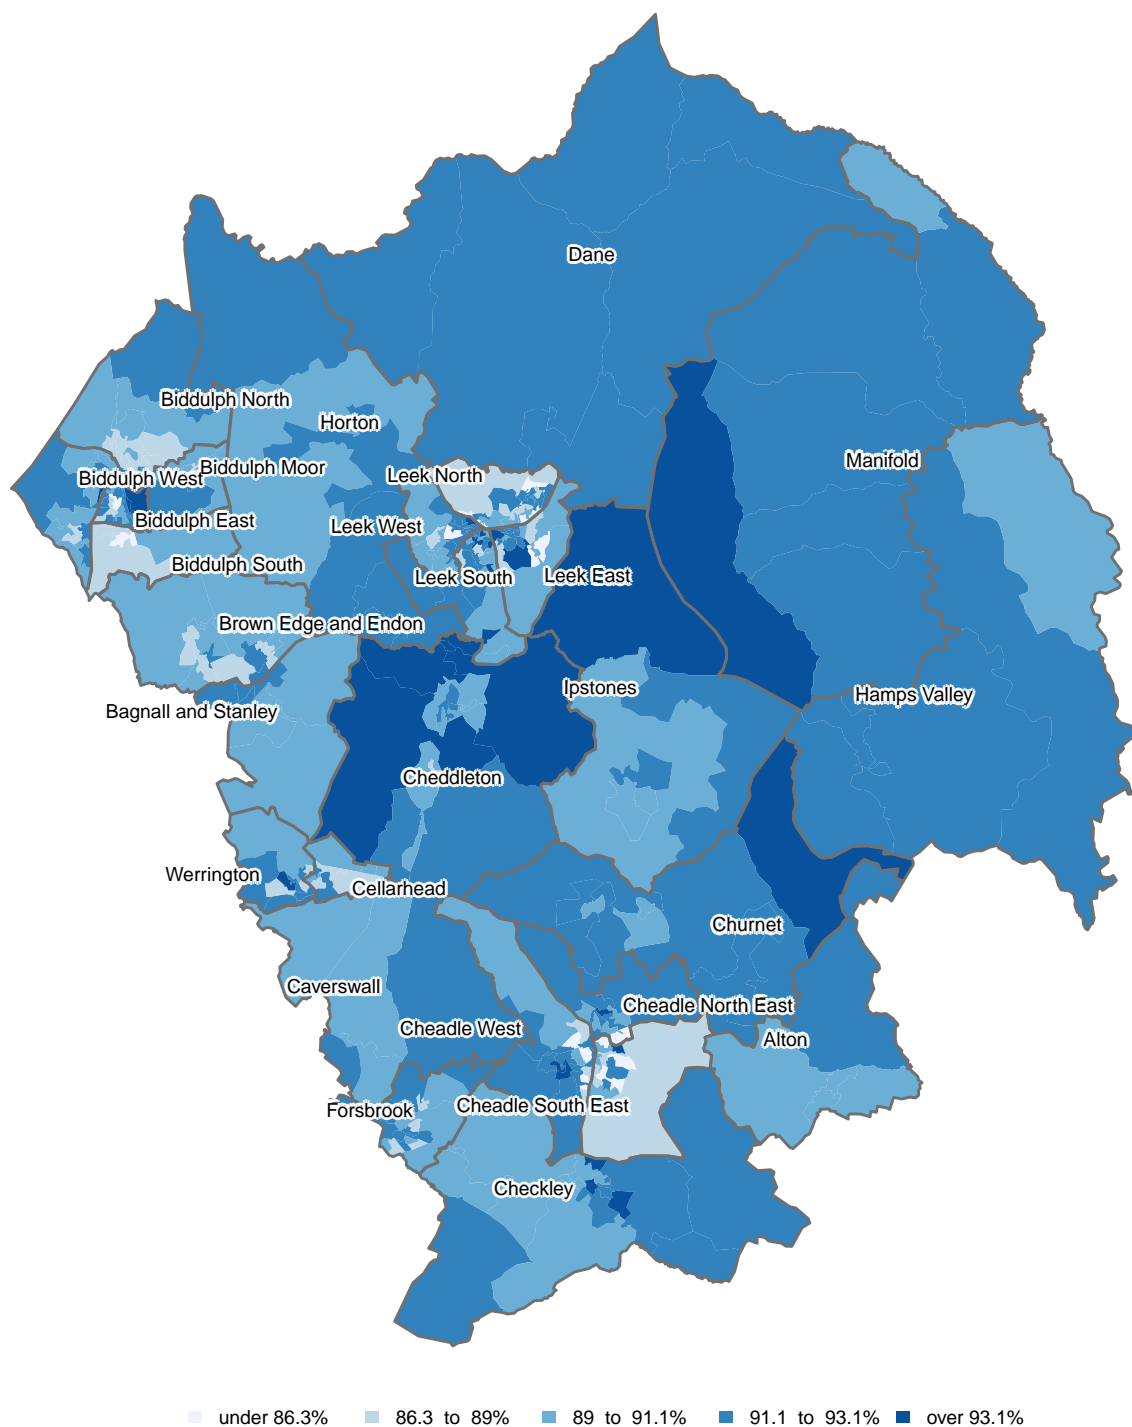 Dane
Biddulph North
Horton
Manifold
Biddulph Moor
Leek North
Biddulph West
Biddulph East
Leek West
Biddulph South
Leek South
Leek East
Brown Edge and Endon
Ipstones
Hamps Valley
Bagnall and Stanley
Cheddleton
Werrington
Cellarhead
Churnet
Caverswall
Cheadle North East
Cheadle West
Alton
Forsbrook
Cheadle South East
Checkley
under 86.3% 86.3 to 89% 89 to 91.1% 91.1 to 93.1% over 93.1%